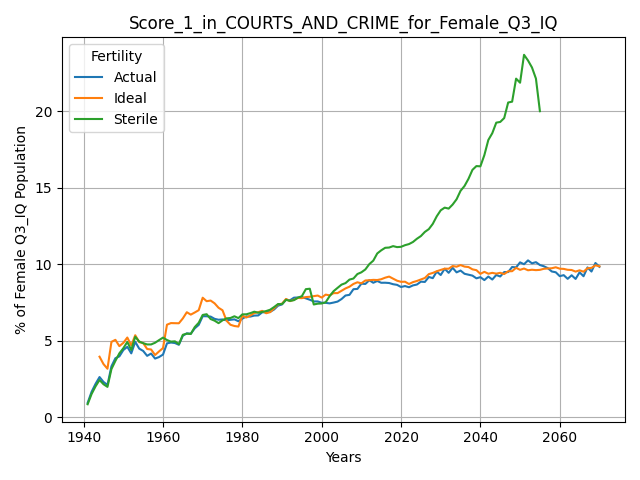 Score_1_in_COURTS_AND_CRIME_for_Female_Q3_IQ
Fertility
Actual
Ideal
Sterile
% of Female Q3_IQ Population
20
15
10
5
0
1940 1960 1980 2000 2020 2040 2060
Years